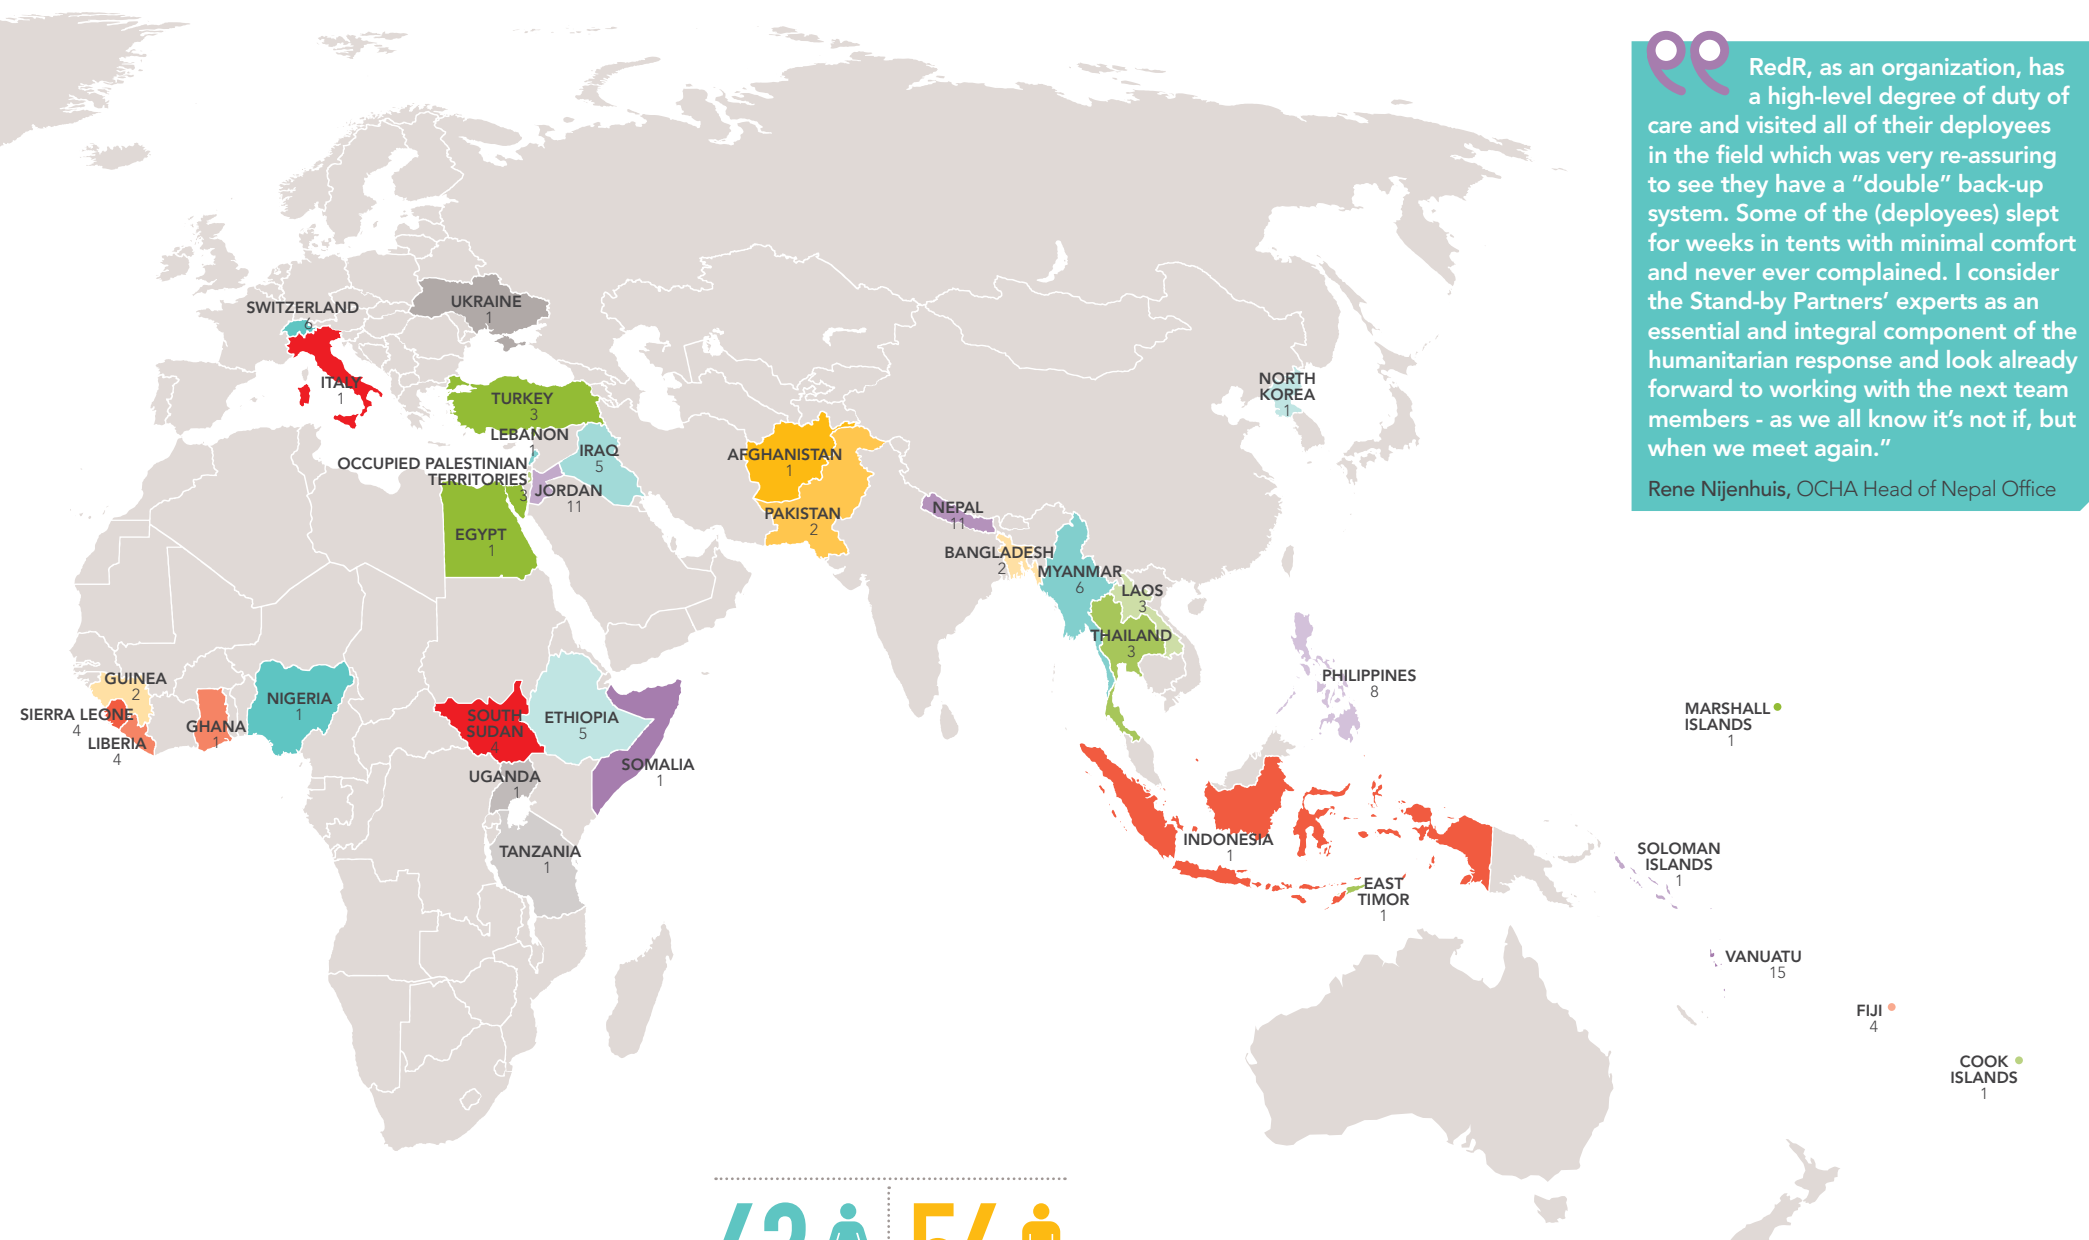 RedR, as an organization, has
a high-level degree of duty of
care and visited all of their deployees
in the field which was very re-assuring
to see they have a “double” back-up
system. Some of the (deployees) slept
for weeks in tents with minimal comfort
and never ever complained. I consider
the Stand-by Partners’ experts as an
essential and integral component of the
humanitarian response and look already
forward to working with the next team
members - as we all know it’s not if, but
when we meet again.”
Rene Nijenhuis, OCHA Head of Nepal Office
SWITZERLAND
6
UKRAINE
1
ITALY
1
TURKEY
3
LEBANON
1
IRAQ
5
OCCUPIED PALESTINIAN
TERRITORIES
3
JORDAN
11
EGYPT
1
AFGHANISTAN
1
PAKISTAN
2
NORTH
KOREA
1
NEPAL
11
BANGLADESH
2
MYANMAR
6
LAOS
3
THAILAND
3
PHILIPPINES
8
GUINEA
2
SIERRA LEONE
4
LIBERIA
4
GHANA
1
NIGERIA
1
SOUTH
SUDAN
4
ETHIOPIA
5
SOMALIA
1
UGANDA
1
TANZANIA
1
INDONESIA
1
EAST
TIMOR
1
MARSHALL
ISLANDS
1
SOLOMAN
ISLANDS
1
VANUATU
15
FIJI
4
COOK
ISLANDS
1